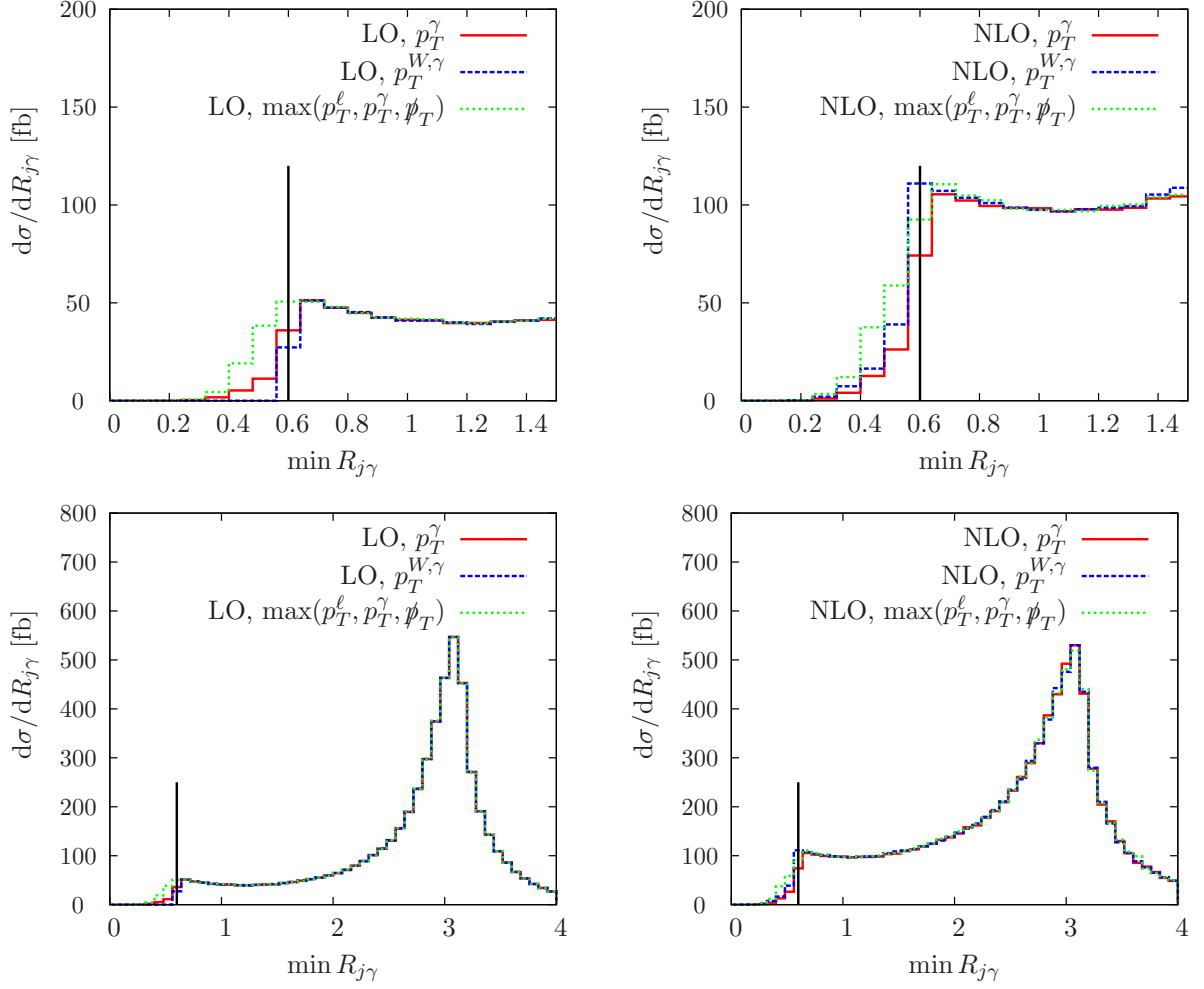 dσ/dR_{jγ} [fb]
200
150
100
50
0
LO, p_T^γ
LO, p_T^{W,γ}
LO, max(p_T^ℓ, p_T^γ, p̸_T)
0 0.2 0.4 0.6 0.8 1 1.2 1.4
min R_{jγ}
dσ/dR_{jγ} [fb]
200
150
100
50
0
NLO, p_T^γ
NLO, p_T^{W,γ}
NLO, max(p_T^ℓ, p_T^γ, p̸_T)
0 0.2 0.4 0.6 0.8 1 1.2 1.4
min R_{jγ}
dσ/dR_{jγ} [fb]
800
700
600
500
400
300
200
100
0
LO, p_T^γ
LO, p_T^{W,γ}
LO, max(p_T^ℓ, p_T^γ, p̸_T)
0 1 2 3 4
min R_{jγ}
dσ/dR_{jγ} [fb]
800
700
600
500
400
300
200
100
0
NLO, p_T^γ
NLO, p_T^{W,γ}
NLO, max(p_T^ℓ, p_T^γ, p̸_T)
0 1 2 3 4
min R_{jγ}